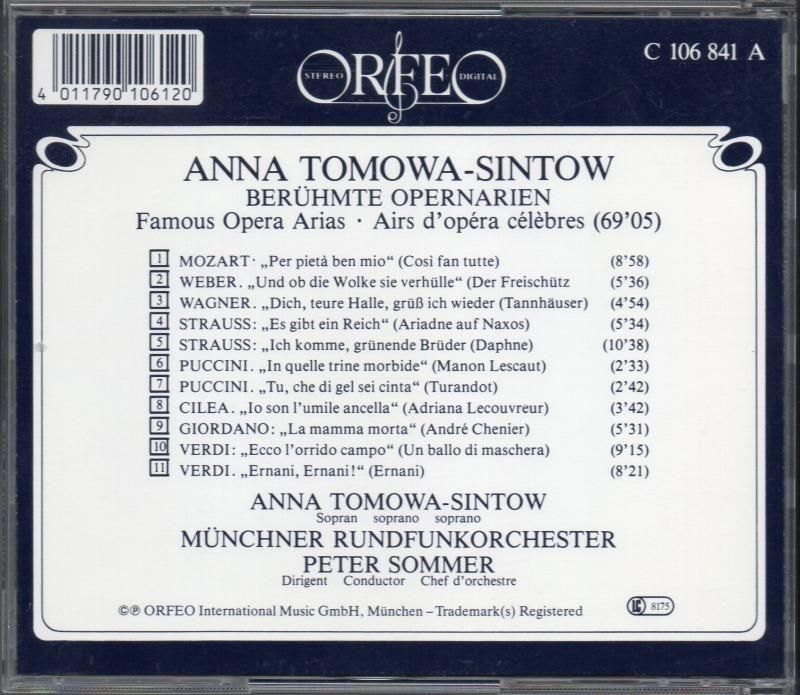 4 011790 106120
STEREO ORFEO DIGITAL
C 106 841 A
ANNA TOMOWA-SINTOW
BERÜHMTE OPERNARIEN
Famous Opera Arias · Airs d’opéra célèbres (69’05)
1 MOZART· „Per pietà ben mio“ (Così fan tutte) (8’58)
2 WEBER. „Und ob die Wolke sie verhülle“ (Der Freischütz (5’36)
3 WAGNER. „Dich, teure Halle, grüß ich wieder (Tannhäuser) (4’54)
4 STRAUSS: „Es gibt ein Reich“ (Ariadne auf Naxos) (5’34)
5 STRAUSS: „Ich komme, grünende Brüder (Daphne) (10’38)
6 PUCCINI. „In quelle trine morbide“ (Manon Lescaut) (2’33)
7 PUCCINI. „Tu, che di gel sei cinta“ (Turandot) (2’42)
8 CILEA. „Io son l’umile ancella“ (Adriana Lecouvreur) (3’42)
9 GIORDANO: „La mamma morta“ (André Chenier) (5’31)
10 VERDI: „Ecco l’orrido campo“ (Un ballo di maschera) (9’15)
11 VERDI. „Ernani, Ernani!“ (Ernani) (8’21)
ANNA TOMOWA-SINTOW
Sopran soprano soprano
MÜNCHNER RUNDFUNKORCHESTER
PETER SOMMER
Dirigent Conductor Chef d’orchestre
©℗ ORFEO International Music GmbH, München – Trademark(s) Registered
LC 8175